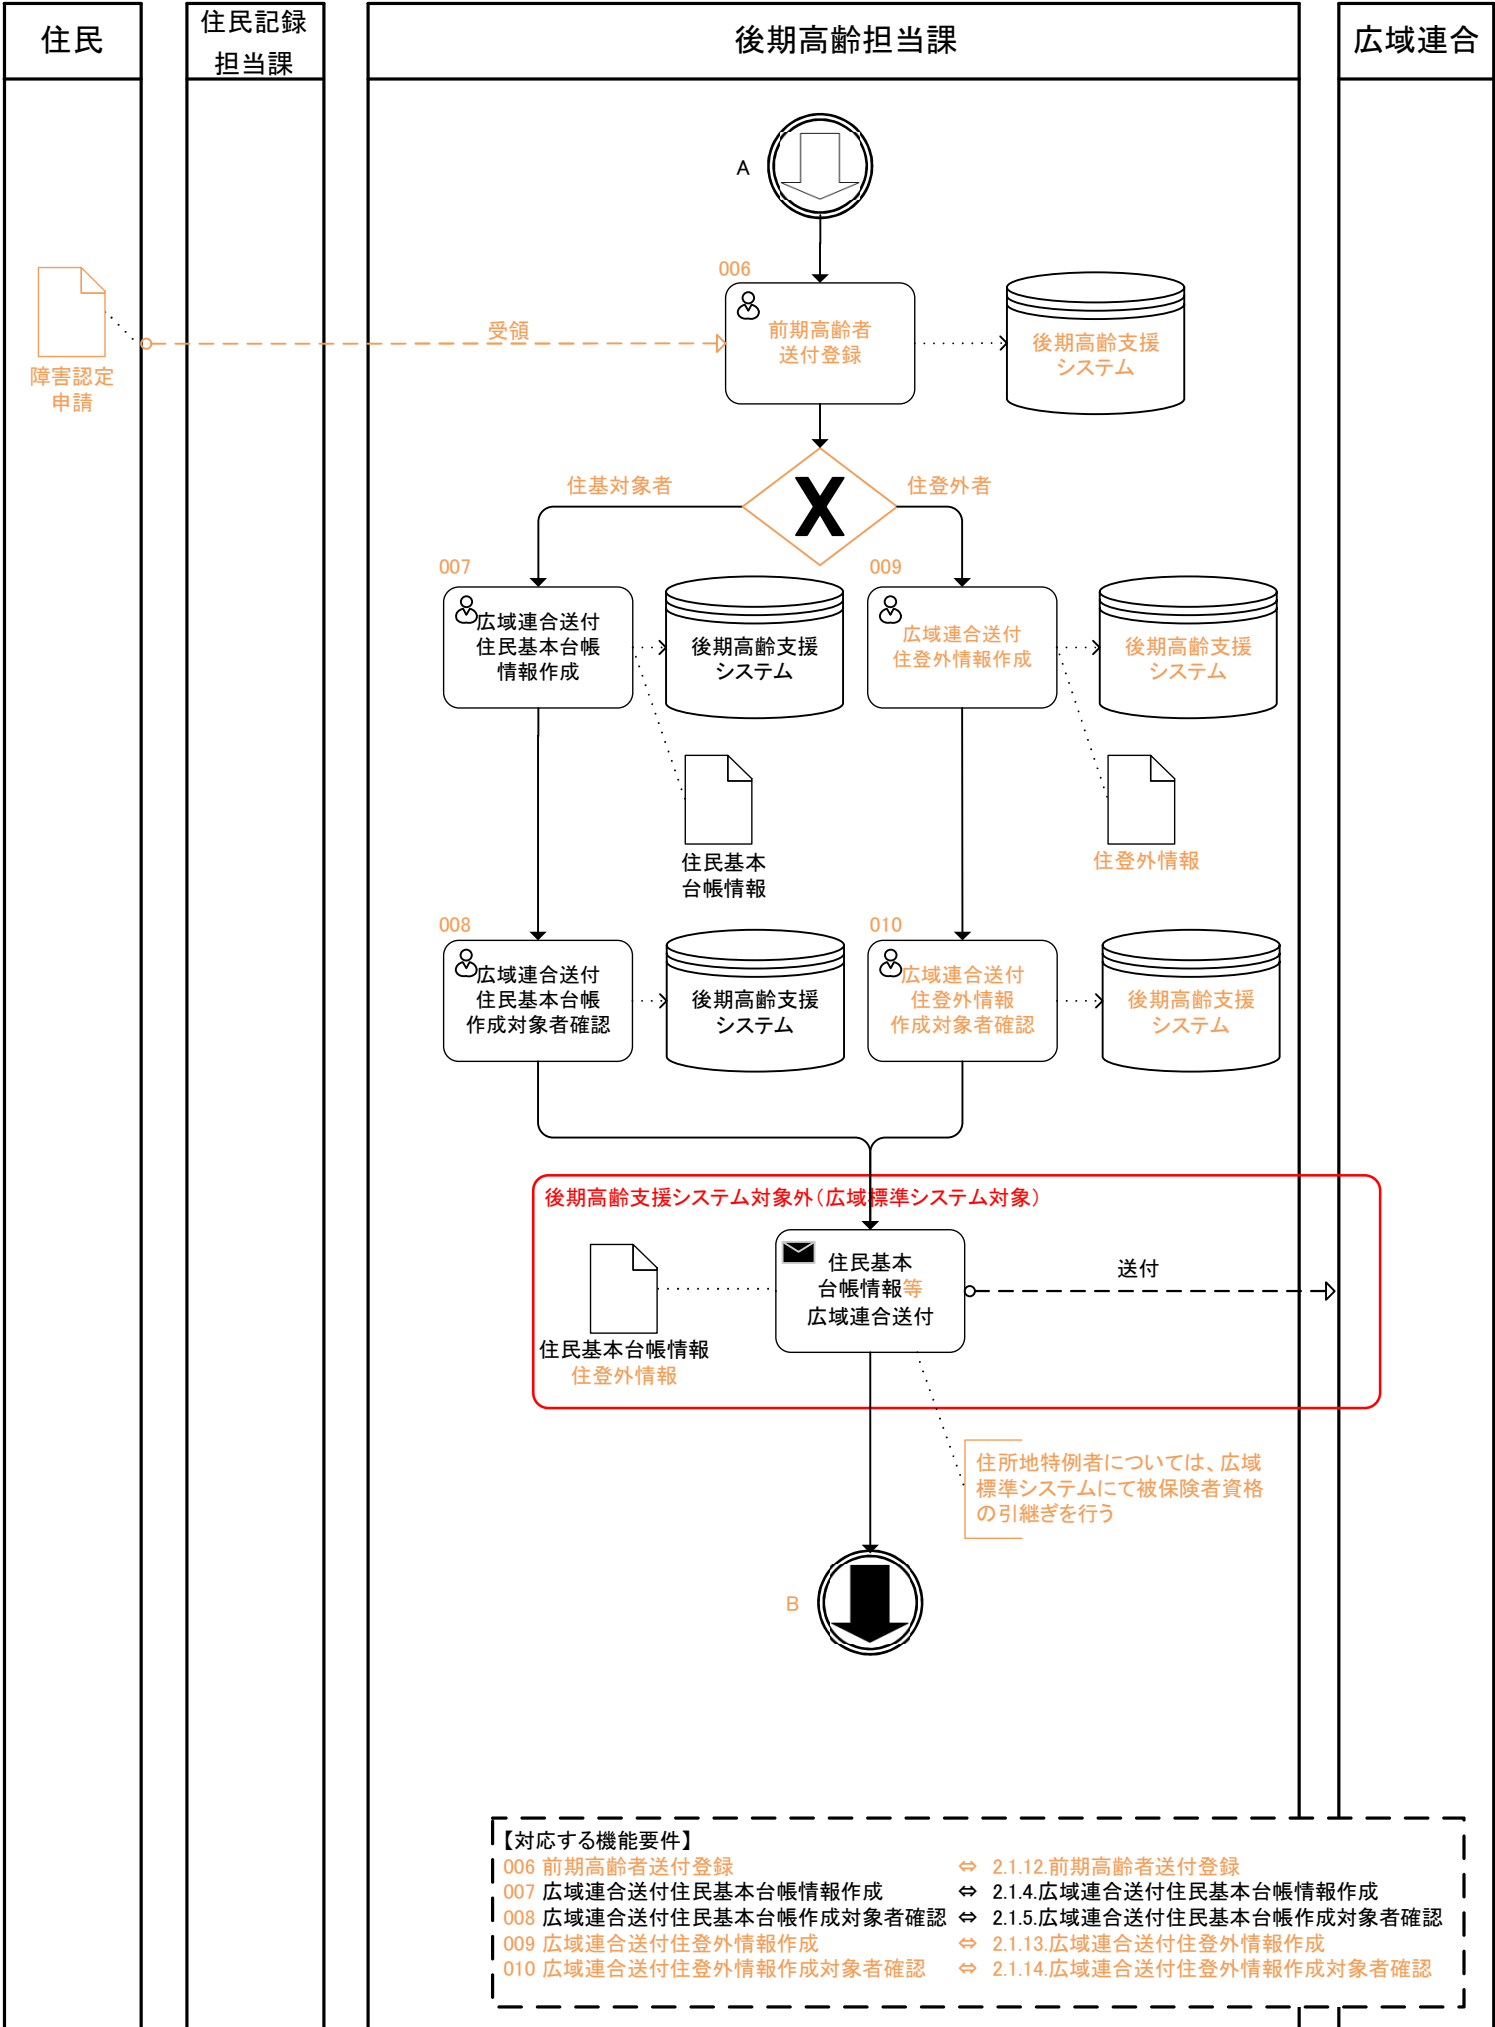 住民
住民記録
担当課
後期高齢担当課
広域連合
A
006
前期高齢者
送付登録
後期高齢支援
システム
受領
障害認定
申請
住基対象者
X
住登外者
007
広域連合送付
住民基本台帳
情報作成
後期高齢支援
システム
009
広域連合送付
住登外情報作成
後期高齢支援
システム
住民基本
台帳情報
住登外情報
008
広域連合送付
住民基本台帳
作成対象者確認
後期高齢支援
システム
010
広域連合送付
住登外情報
作成対象者確認
後期高齢支援
システム
後期高齢支援システム対象外（広域標準システム対象）
住民基本
台帳情報等
広域連合送付
送付
住民基本台帳情報
住登外情報
住所地特例者については、広域
標準システムにて被保険者資格
の引継ぎを行う
B
【対応する機能要件】
006 前期高齢者送付登録 ⇔ 2.1.12.前期高齢者送付登録
007 広域連合送付住民基本台帳情報作成 ⇔ 2.1.4.広域連合送付住民基本台帳情報作成
008 広域連合送付住民基本台帳作成対象者確認 ⇔ 2.1.5.広域連合送付住民基本台帳作成対象者確認
009 広域連合送付住登外情報作成 ⇔ 2.1.13.広域連合送付住登外情報作成
010 広域連合送付住登外情報作成対象者確認 ⇔ 2.1.14.広域連合送付住登外情報作成対象者確認